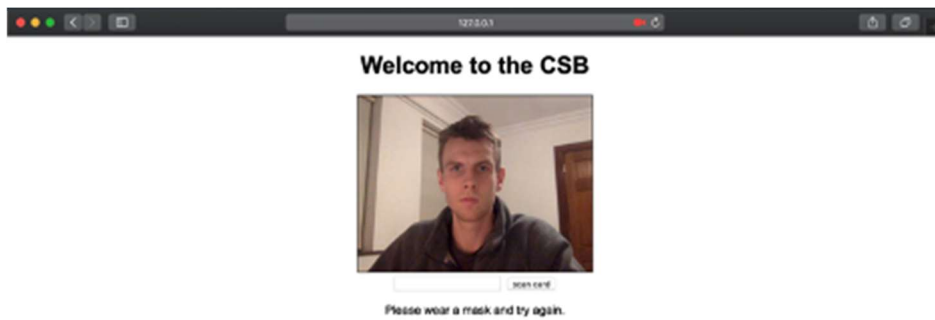 127.0.0.1
Welcome to the CSB
scan card
Please wear a mask and try again.